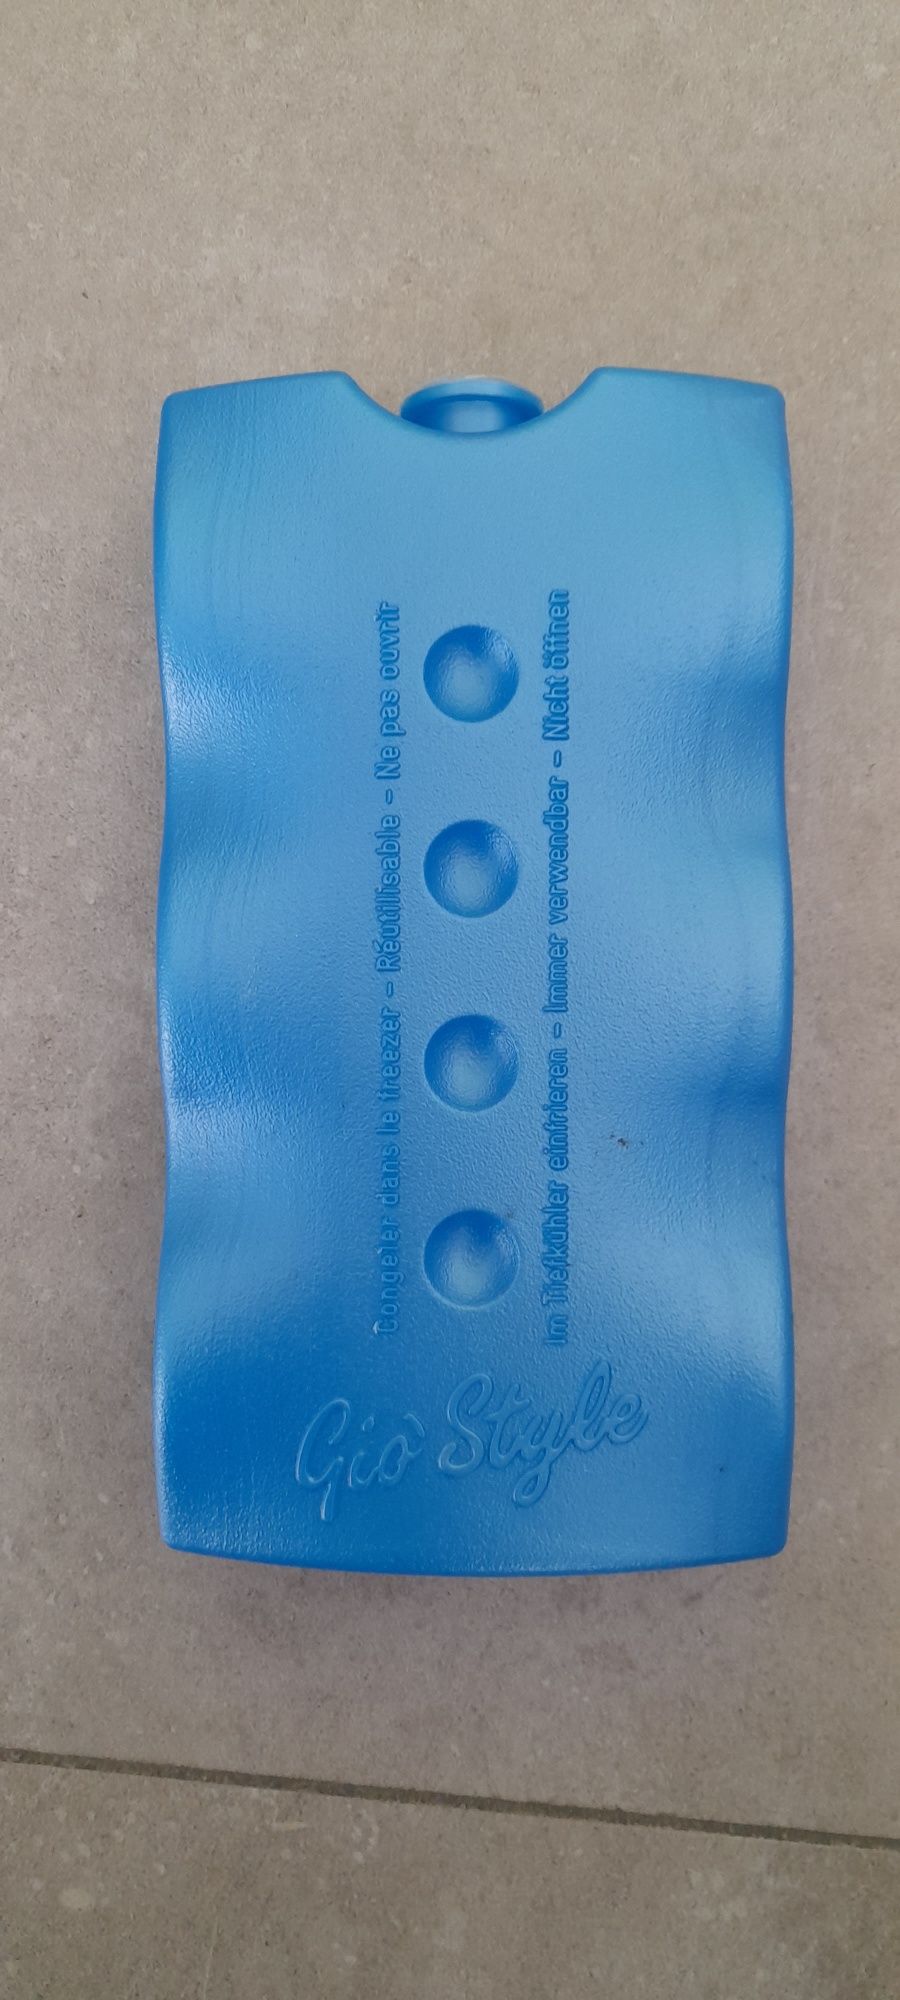 Congeler dans le freezer - Réutilisable - Ne pas ouvrir
Im Tiefkühler einfrieren - Immer verwendbar - Nicht öffnen
Giò Style